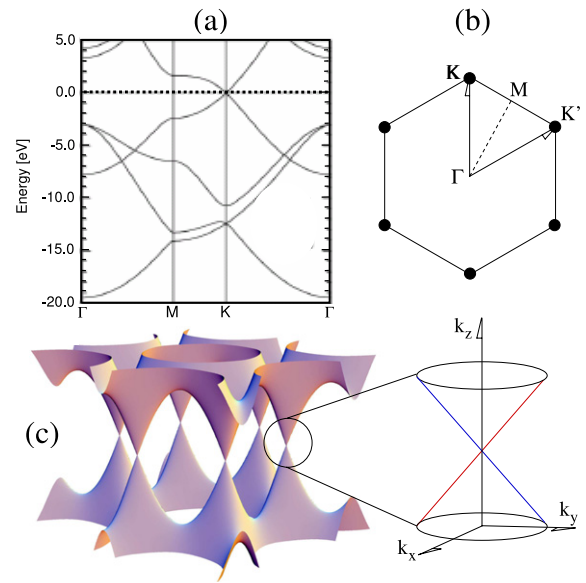 (a)
5.0
0.0
-5.0
-10.0
-15.0
-20.0
Energy [eV]
Γ
M
K
Γ
(b)
K
M
K'
Γ
(c)
k_z
k_y
k_x